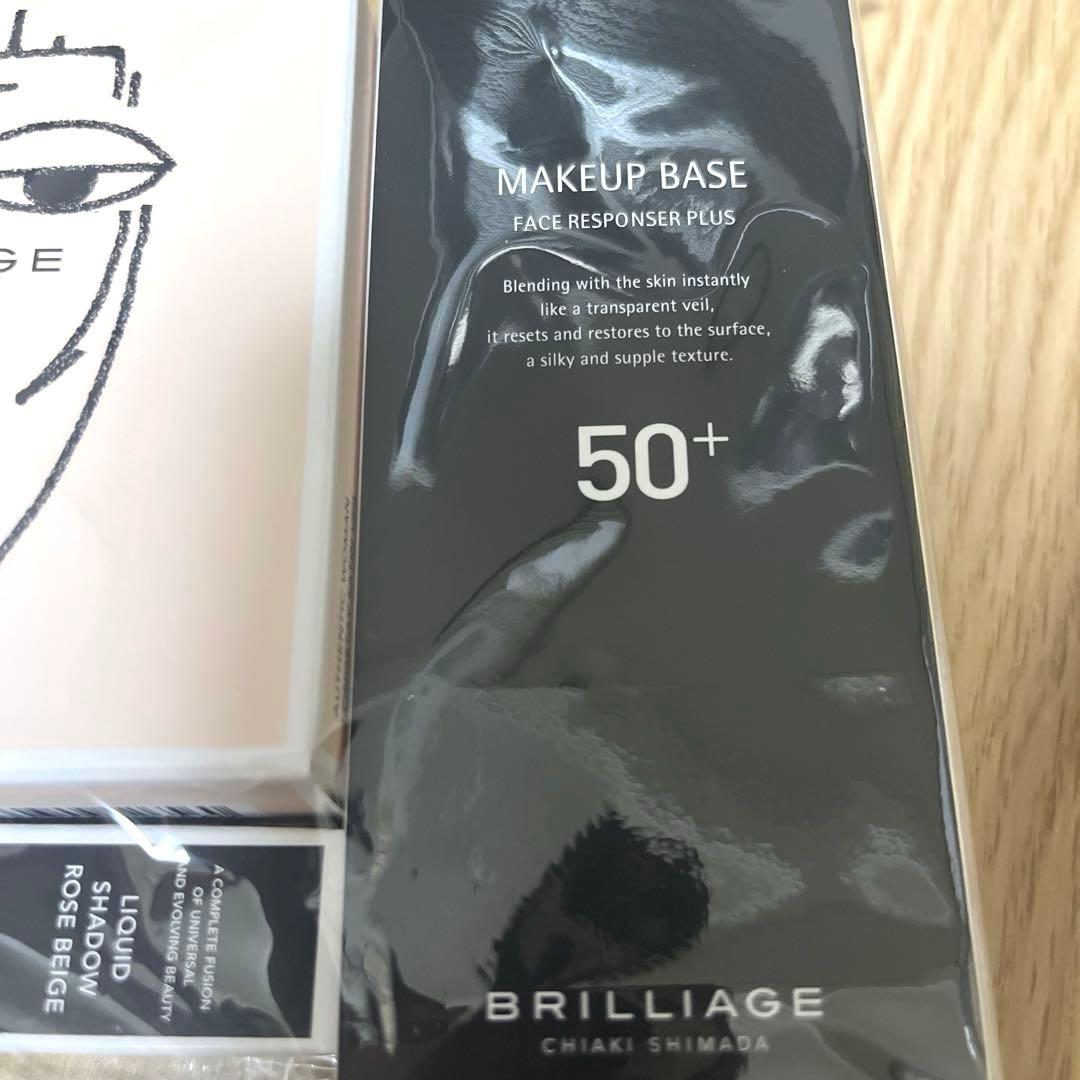 GE
MAKEUP BASE
FACE RESPONSER PLUS
Blending with the skin instantly
like a transparent veil,
it resets and restores to the surface,
a silky and supple texture.
50+
BRILLIAGE
CHIAKI SHIMADA
AUTHENTIC WOMAN
A COMPLETE FUSION
OF UNIVERSAL
AND EVOLVING BEAUTY
LIQUID
SHADOW
ROSE BEIGE